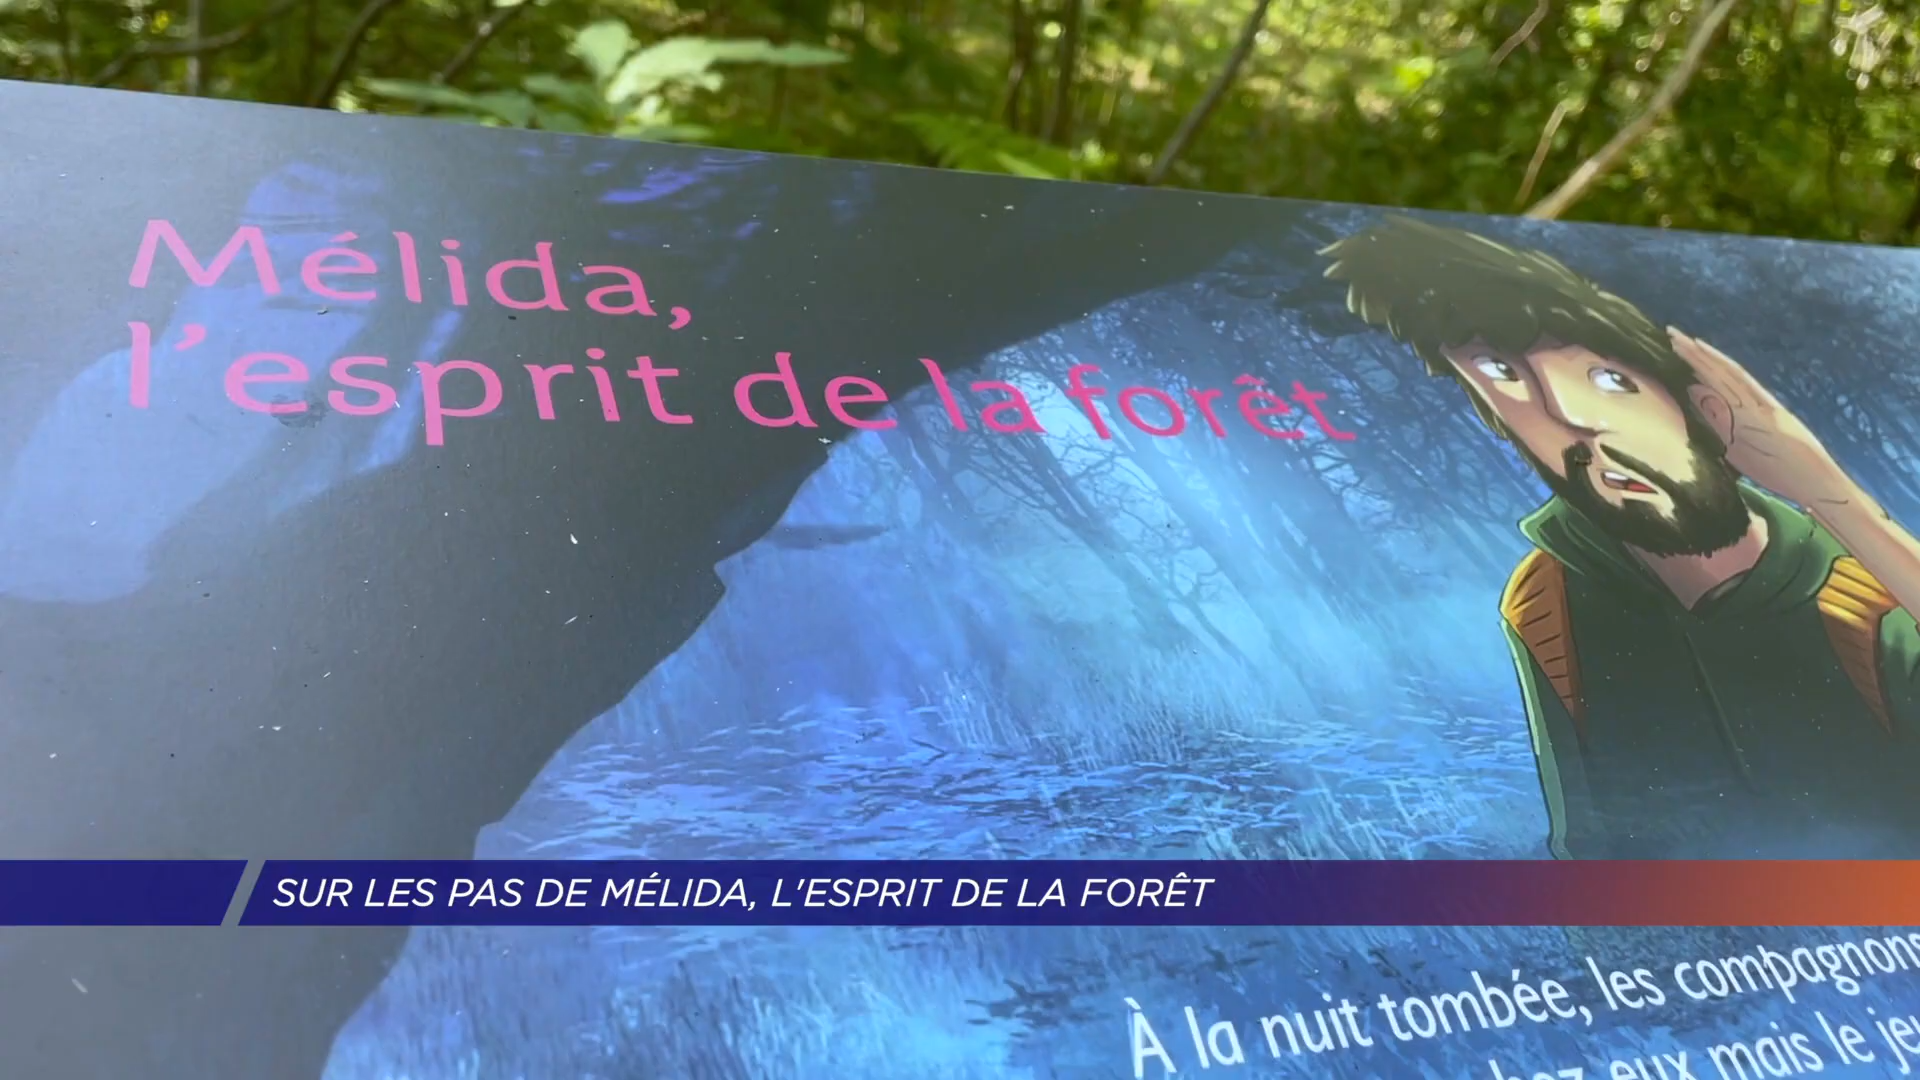 Mélida,
l'esprit de la forêt
SUR LES PAS DE MÉLIDA, L'ESPRIT DE LA FORÊT
À la nuit tombée, les compagnons
eux mais le